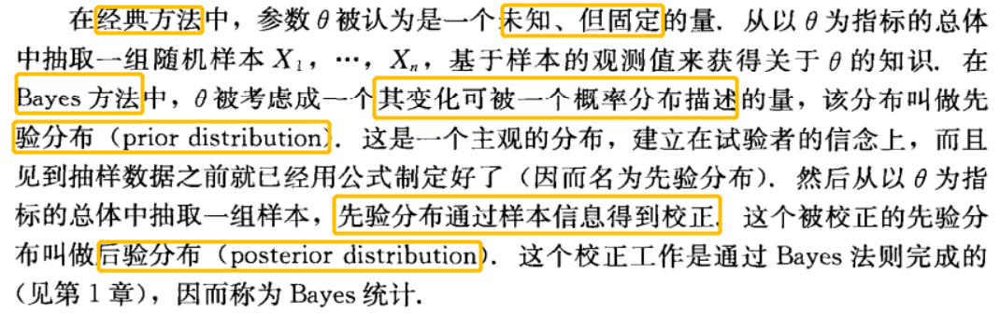 在经典方法中，参数 θ 被认为是一个未知、但固定的量. 从以 θ 为指标的总体
中抽取一组随机样本 X₁，…，Xₙ，基于样本的观测值来获得关于 θ 的知识. 在
Bayes 方法中，θ 被考虑成一个其变化可被一个概率分布描述的量，该分布叫做先
验分布（prior distribution）. 这是一个主观的分布，建立在试验者的信念上，而且
见到抽样数据之前就已经用公式制定好了（因而名为先验分布）. 然后从以 θ 为指
标的总体中抽取一组样本，先验分布通过样本信息得到校正. 这个被校正的先验分
布叫做后验分布（posterior distribution）. 这个校正工作是通过 Bayes 法则完成的
（见第 1 章），因而称为 Bayes 统计.